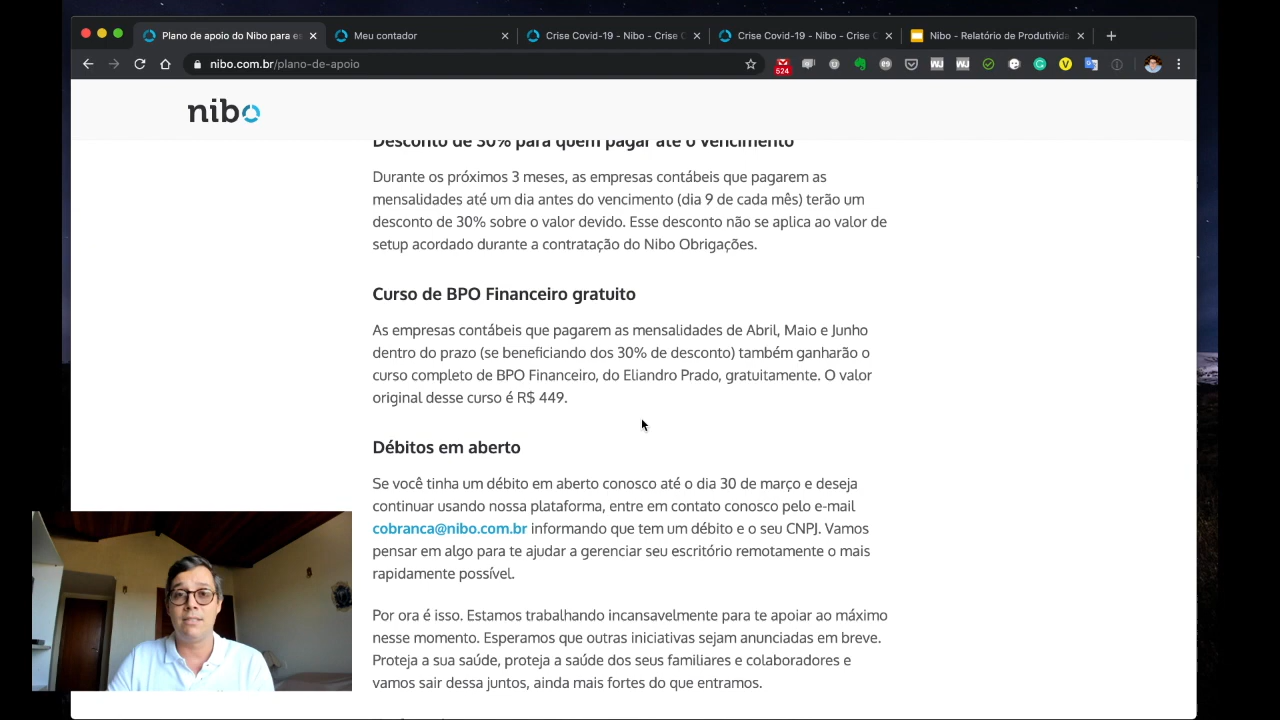 Plano de apoio do Nibo para es
Meu contador
Crise Covid-19 - Nibo - Crise C
Crise Covid-19 - Nibo - Crise C
Nibo - Relatório de Produtivida
nibo.com.br/plano-de-apoio
524
nibo
Desconto de 30% para quem pagar até o vencimento
Durante os próximos 3 meses, as empresas contábeis que pagarem as
mensalidades até um dia antes do vencimento (dia 9 de cada mês) terão um
desconto de 30% sobre o valor devido. Esse desconto não se aplica ao valor de
setup acordado durante a contratação do Nibo Obrigações.
Curso de BPO Financeiro gratuito
As empresas contábeis que pagarem as mensalidades de Abril, Maio e Junho
dentro do prazo (se beneficiando dos 30% de desconto) também ganharão o
curso completo de BPO Financeiro, do Eliandro Prado, gratuitamente. O valor
original desse curso é R$ 449.
Débitos em aberto
Se você tinha um débito em aberto conosco até o dia 30 de março e deseja
continuar usando nossa plataforma, entre em contato conosco pelo e-mail
cobranca@nibo.com.br informando que tem um débito e o seu CNPJ. Vamos
pensar em algo para te ajudar a gerenciar seu escritório remotamente o mais
rapidamente possível.
Por ora é isso. Estamos trabalhando incansavelmente para te apoiar ao máximo
nesse momento. Esperamos que outras iniciativas sejam anunciadas em breve.
Proteja a sua saúde, proteja a saúde dos seus familiares e colaboradores e
vamos sair dessa juntos, ainda mais fortes do que entramos.